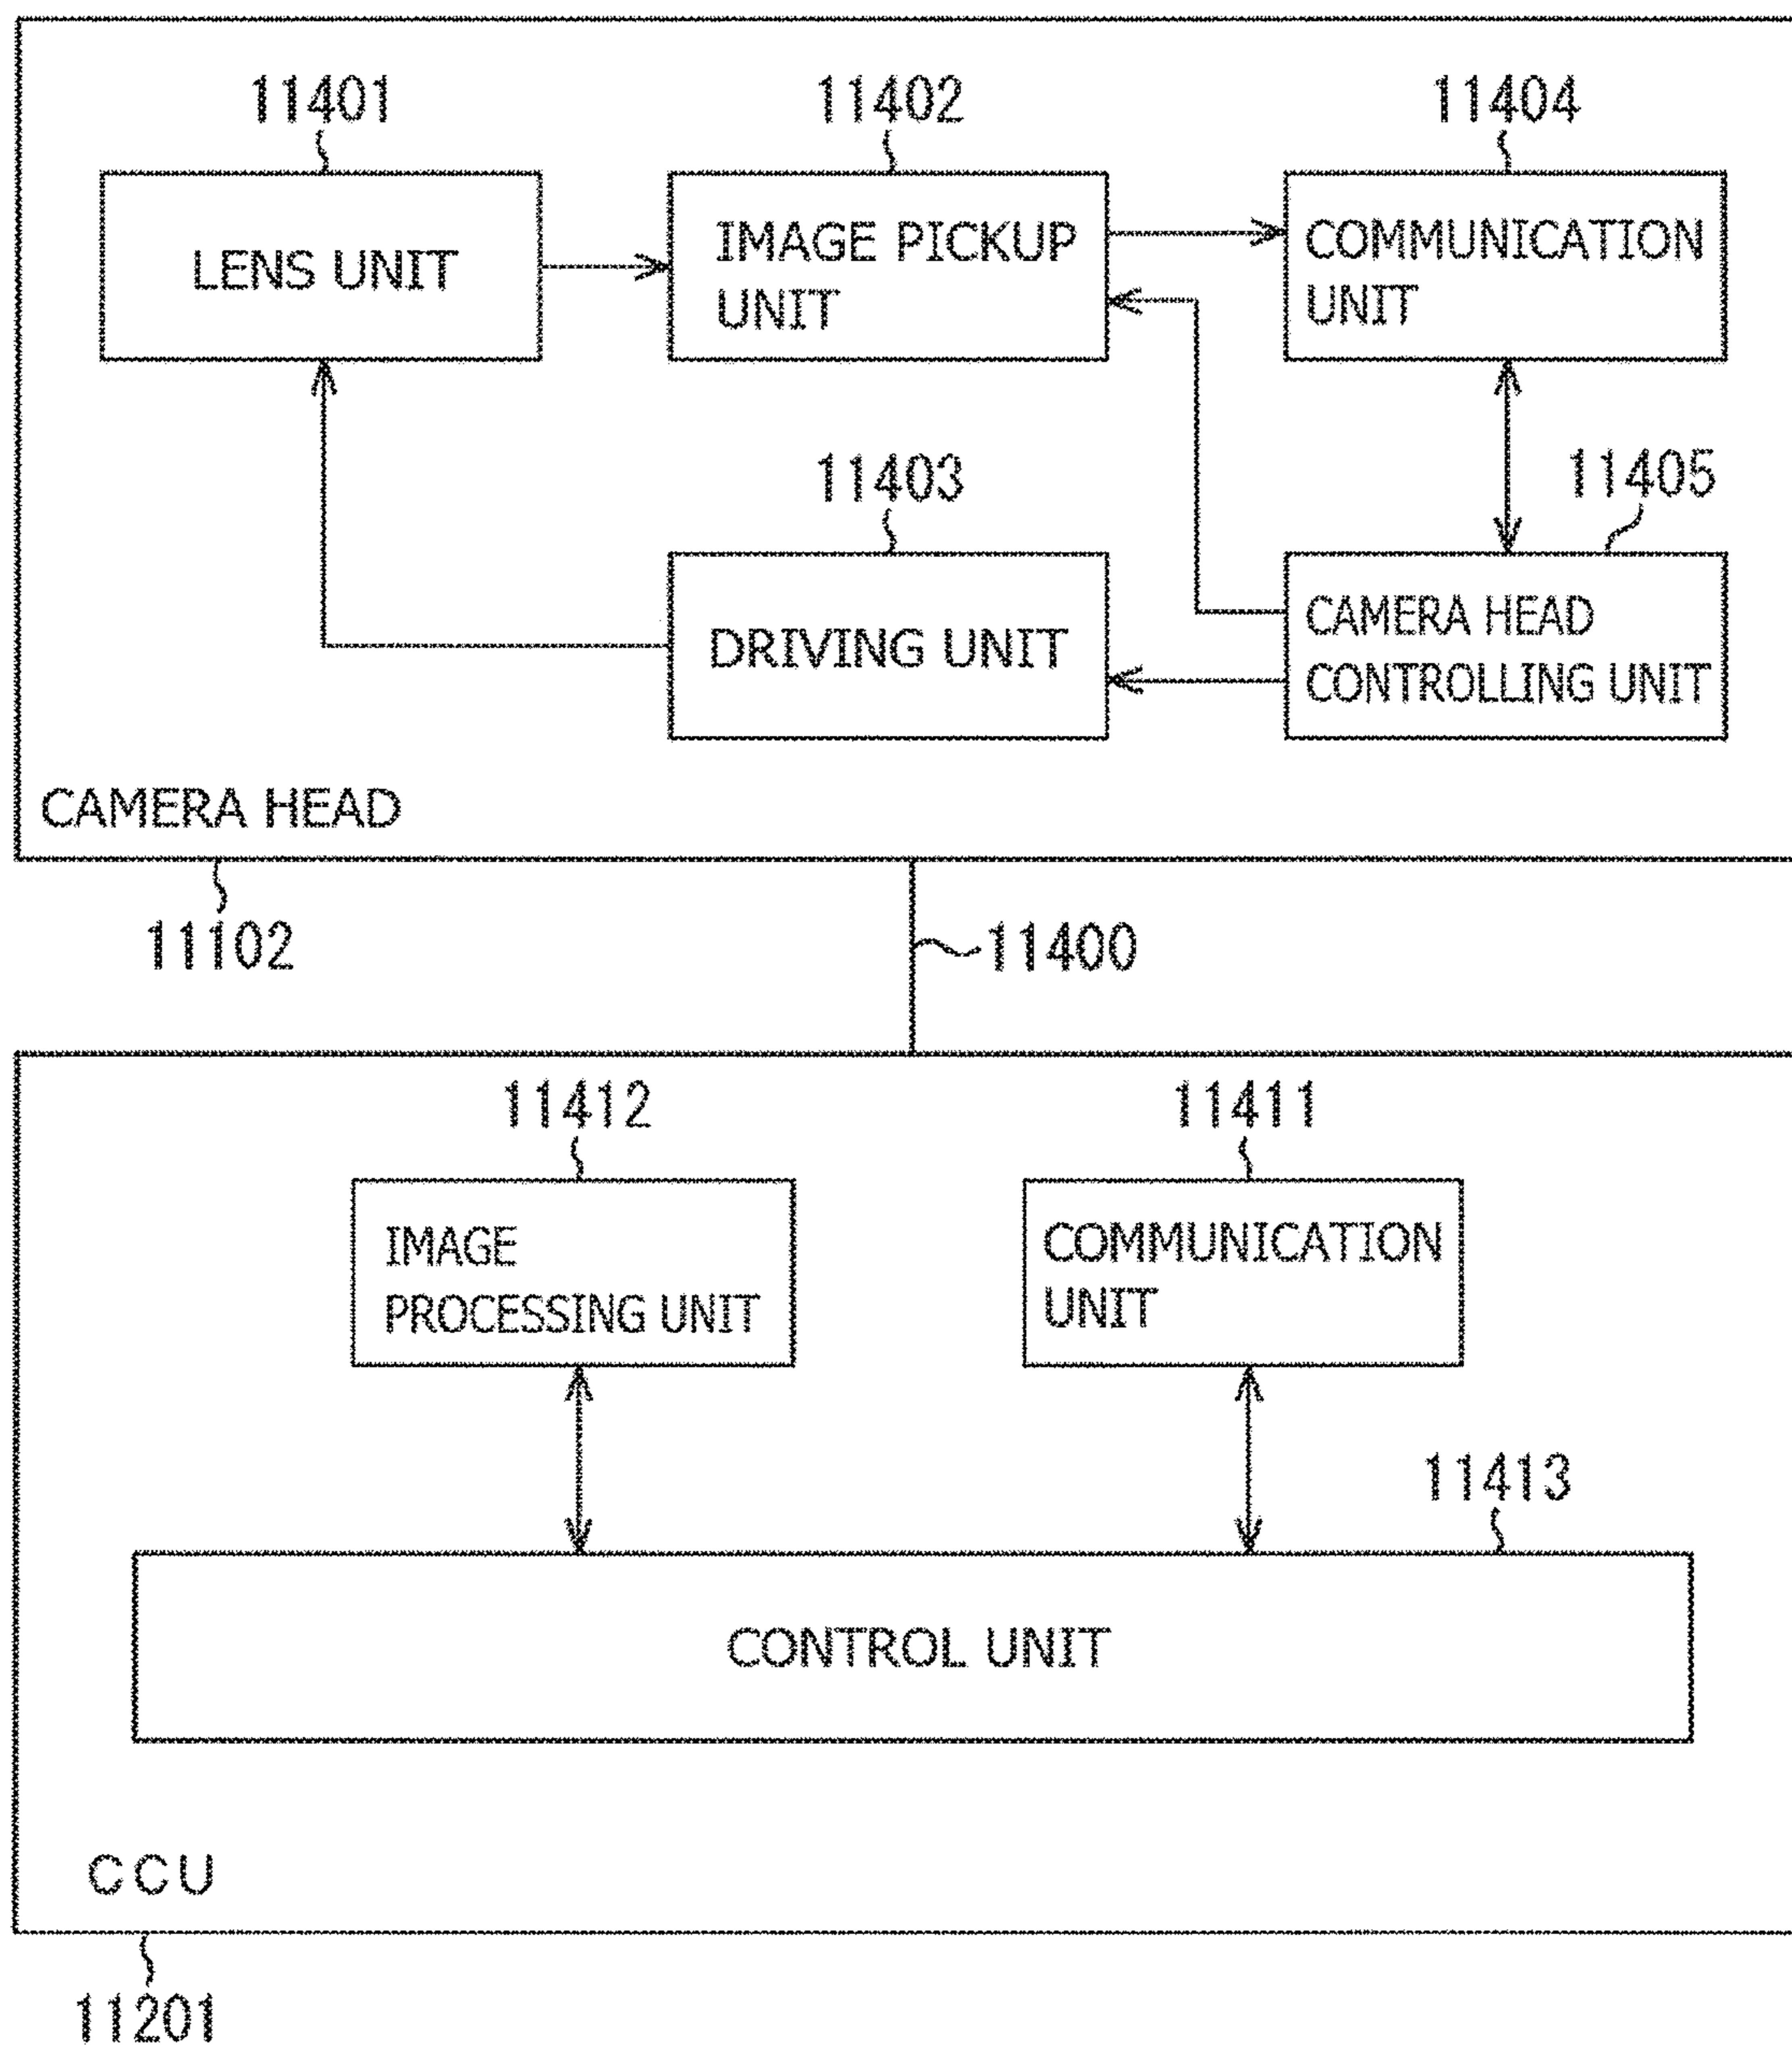 11401
11402
11404
LENS UNIT
IMAGE PICKUP
UNIT
COMMUNICATION
UNIT
11403
11405
DRIVING UNIT
CAMERA HEAD
CONTROLLING UNIT
CAMERA HEAD
11102
11400
11412
11411
IMAGE
PROCESSING UNIT
COMMUNICATION
UNIT
11413
CONTROL UNIT
CCU
11201